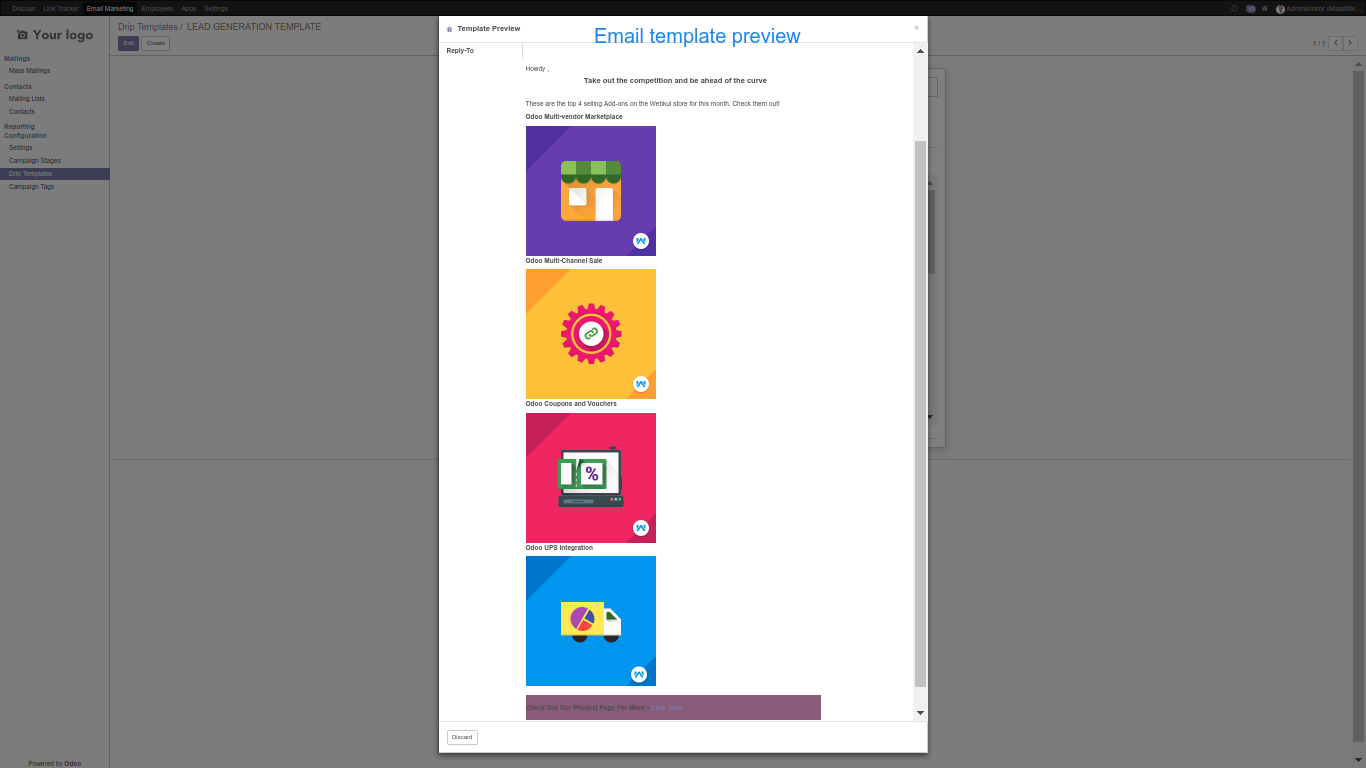 Discuss Link Tracker Email Marketing Employees Apps Settings
Administrator (MassMai...
Your logo
Drip Templates / LEAD GENERATION TEMPLATE
Edit Create
1 / 1
Mailings
Mass Mailings
Contacts
Mailing Lists
Contacts
Reporting
Configuration
Settings
Campaign Stages
Drip Templates
Campaign Tags
Powered by Odoo
Template Preview
×
Email template preview
Reply-To
Howdy ,
Take out the competition and be ahead of the curve
These are the top 4 selling Add-ons on the Webkul store for this month. Check them out!
Odoo Multi-vendor Marketplace
Odoo Multi-Channel Sale
Odoo Coupons and Vouchers
%
Odoo UPS Integration
Check Out Our Product Page For More.. Click Here
Discard